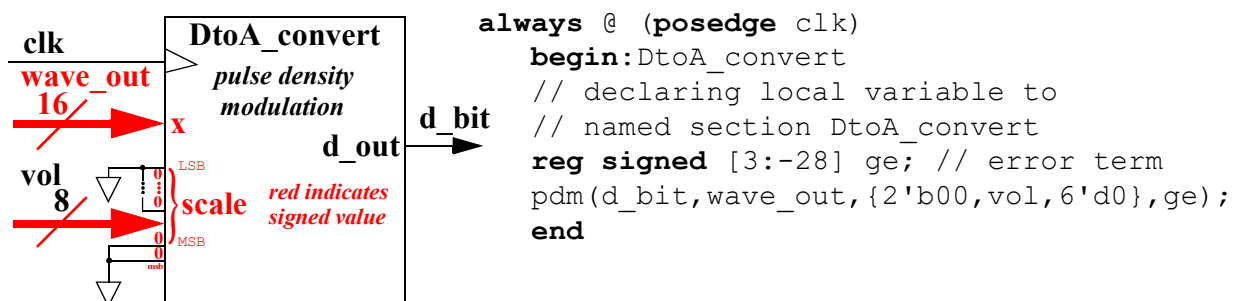 clk
wave_out
16
vol
8
DtoA_convert
pulse density
modulation
x
d_out
d_bit
LSB
0
0
scale
red indicates
signed value
0
MSB
0
msb
always @ (posedge clk)
begin:DtoA_convert
// declaring local variable to
// named section DtoA_convert
reg signed [3:-28] ge; // error term
pdm(d_bit,wave_out,{2'b00,vol,6'd0},ge);
end